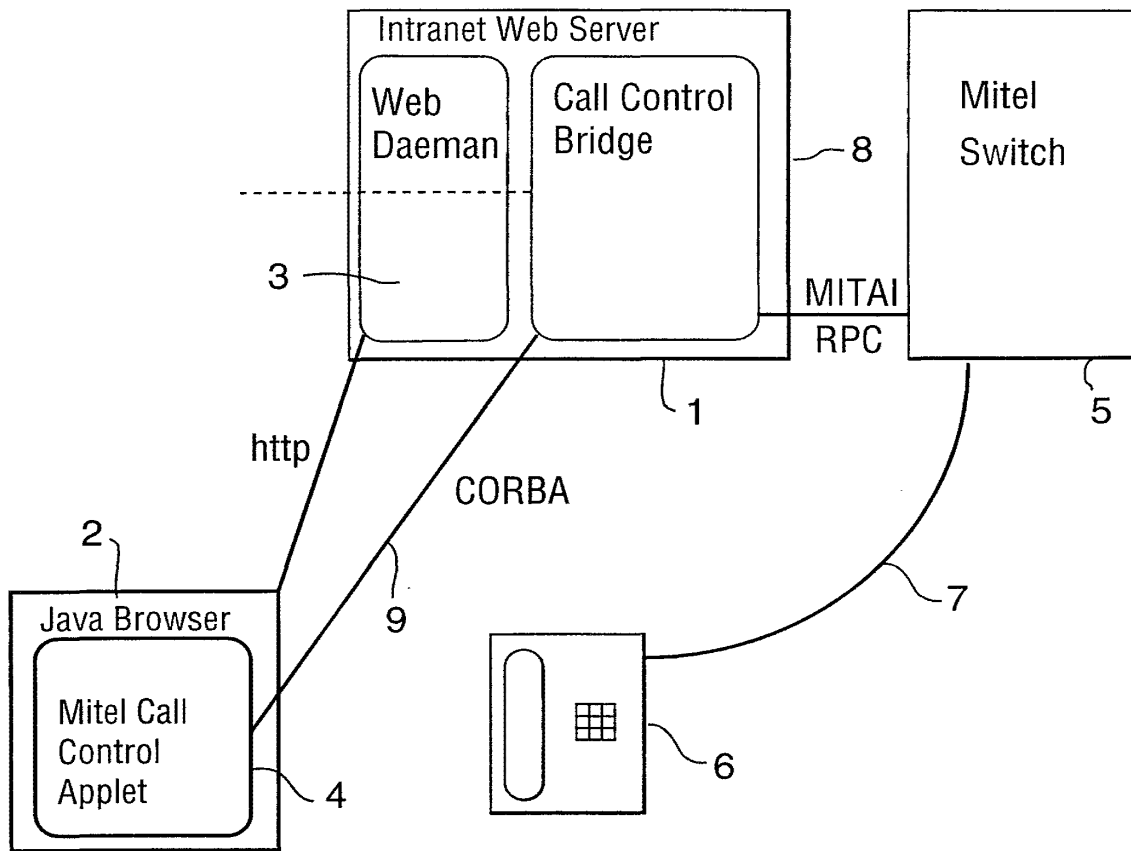 Intranet Web Server
Web
Daeman
Call Control
Bridge
Mitel
Switch
8
3
MITAI
RPC
1
5
http
CORBA
2
9
7
Java Browser
Mitel Call
Control
Applet
4
6